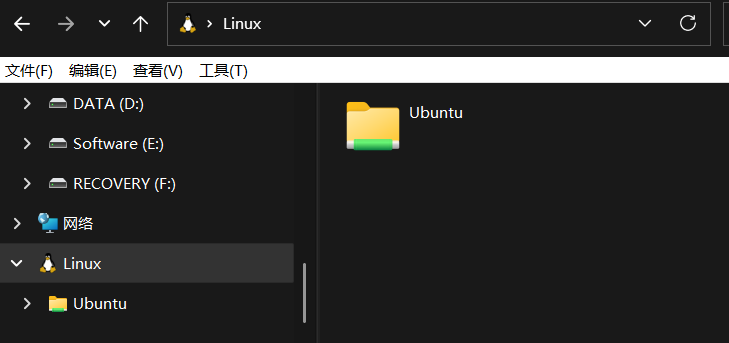 Linux
文件(F) 编辑(E) 查看(V) 工具(T)
DATA (D:)
Software (E:)
RECOVERY (F:)
网络
Linux
Ubuntu
Ubuntu